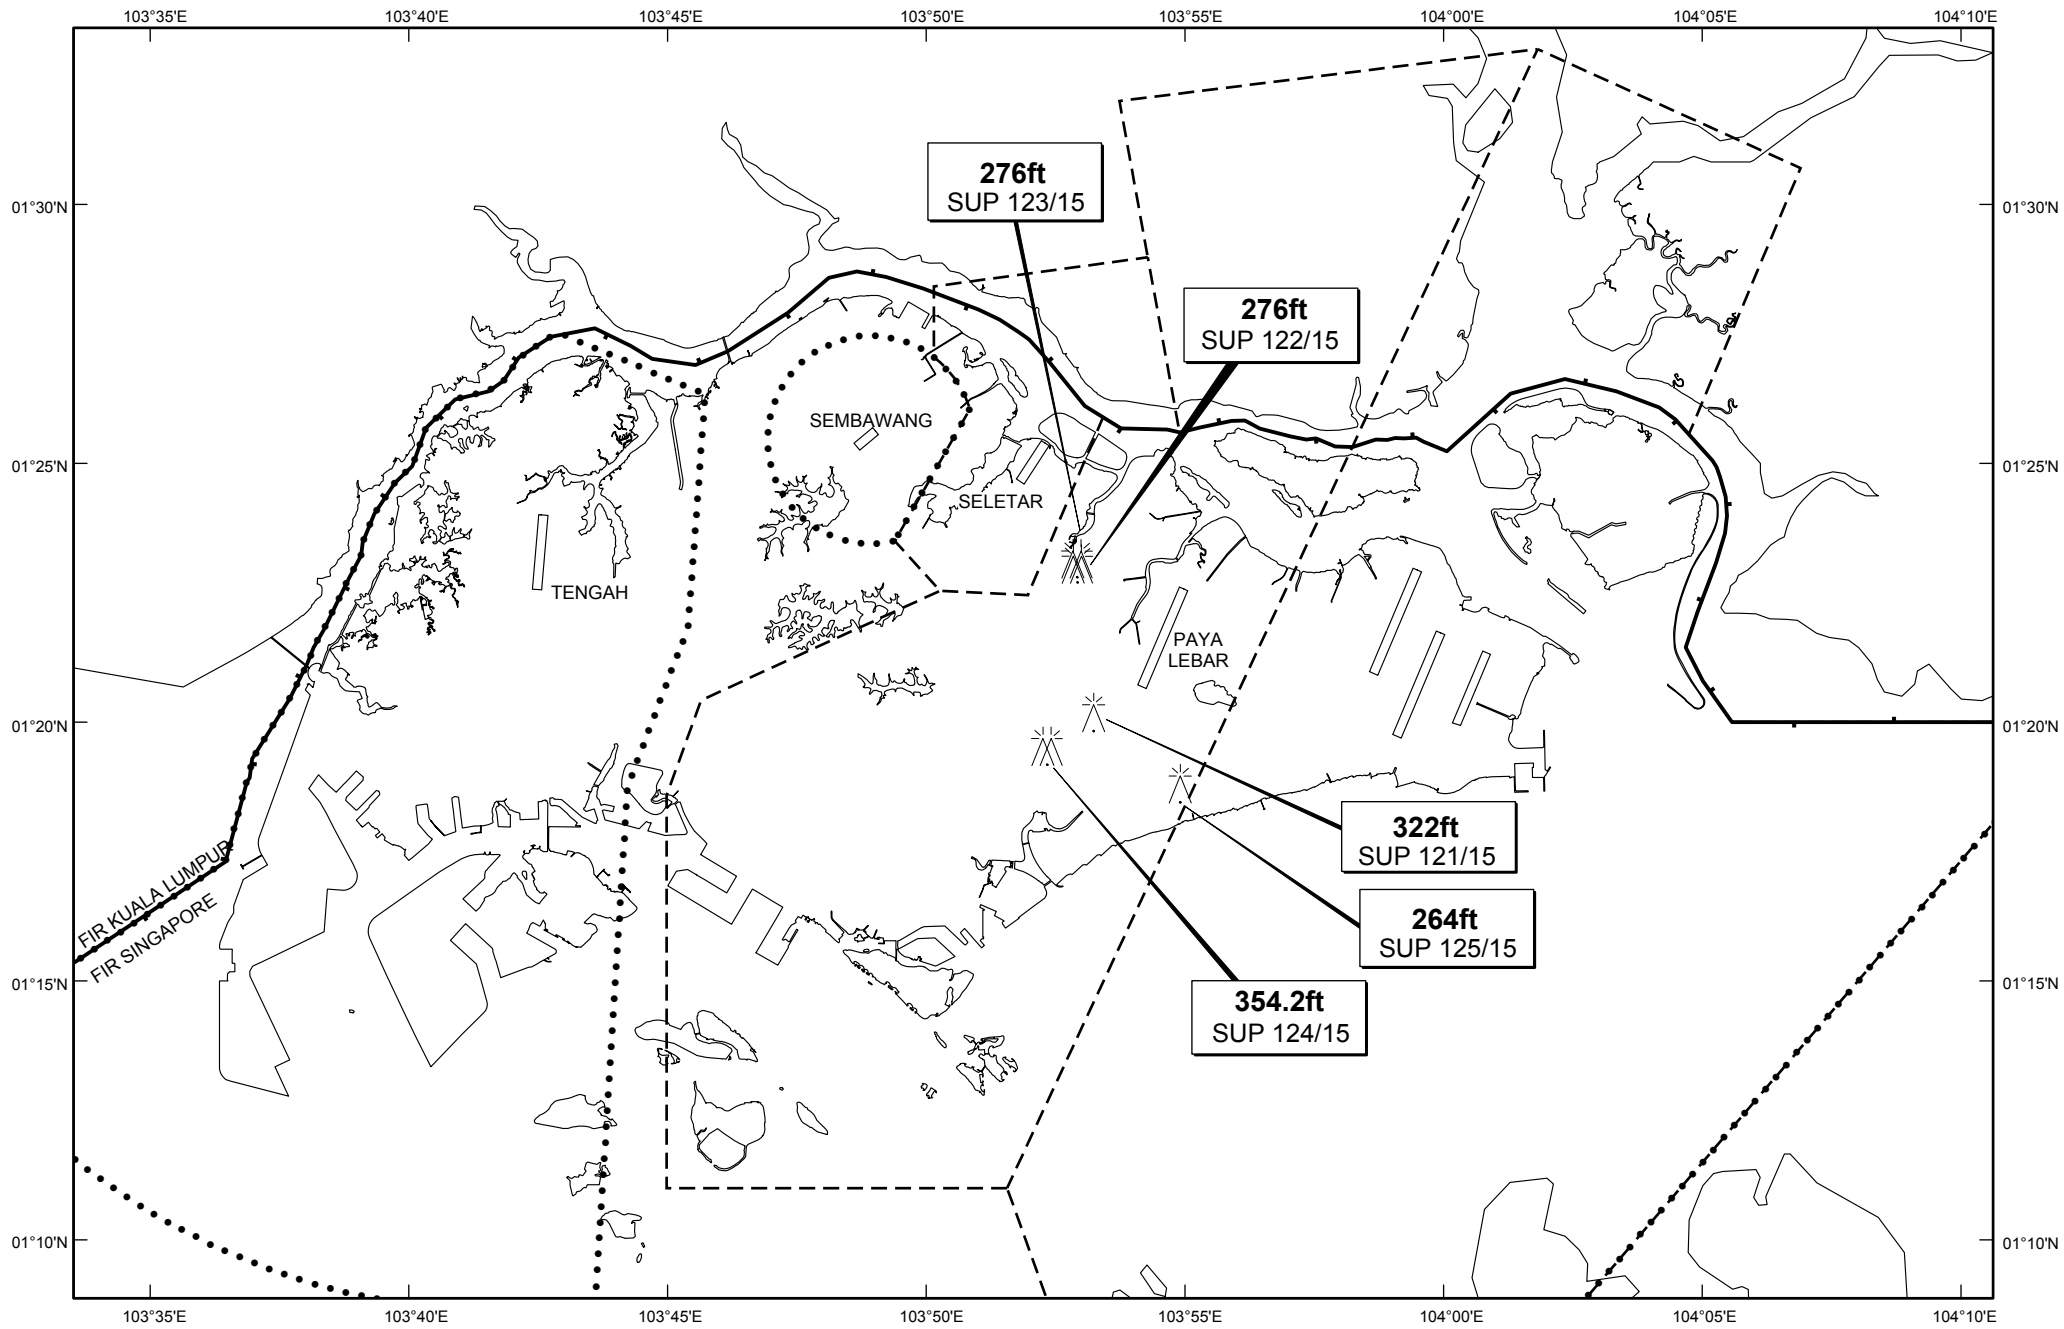 103°35'E
103°40'E
103°45'E
103°50'E
103°55'E
104°00'E
104°05'E
104°10'E
276ft
SUP 123/15
01°30'N
01°30'N
276ft
SUP 122/15
SEMBAWANG
01°25'N
01°25'N
SELETAR
TENGAH
PAYA
LEBAR
01°20'N
01°20'N
322ft
SUP 121/15
FIR KUALA LUMPUR
FIR SINGAPORE
264ft
SUP 125/15
01°15'N
01°15'N
354.2ft
SUP 124/15
01°10'N
01°10'N
103°35'E
103°40'E
103°45'E
103°50'E
103°55'E
104°00'E
104°05'E
104°10'E